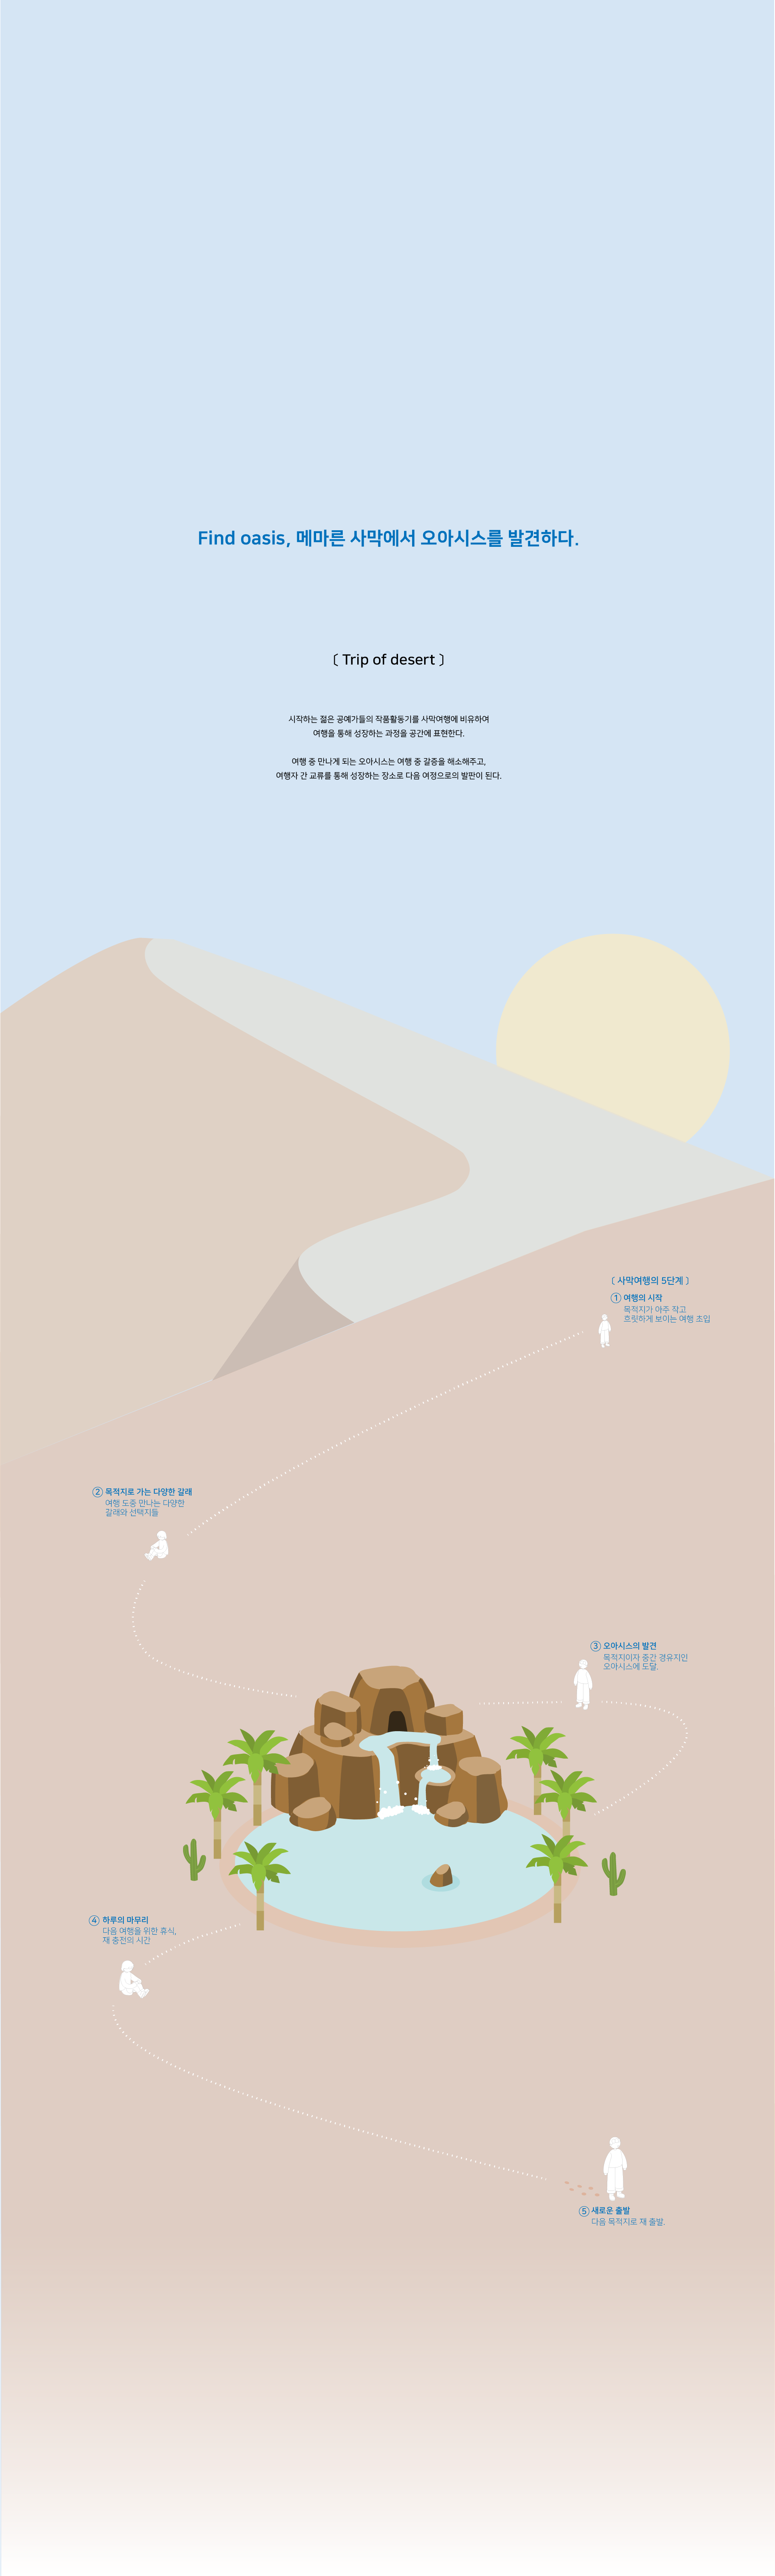 Find oasis, 메마른 사막에서 오아시스를 발견하다.
〔 Trip of desert 〕
시작하는 젊은 공예가들의 작품활동기를 사막여행에 비유하여
여행을 통해 성장하는 과정을 공간에 표현한다.
여행 중 만나게 되는 오아시스는 여행 중 갈증을 해소해주고,
여행자 간 교류를 통해 성장하는 장소로 다음 여정으로의 발판이 된다.
〔 사막여행의 5단계 〕
① 여행의 시작
목적지가 아주 작고
흐릿하게 보이는 여행 초입
② 목적지로 가는 다양한 갈래
여행 도중 만나는 다양한
갈래와 선택지들
③ 오아시스의 발견
목적지이자 중간 경유지인
오아시스에 도달.
④ 하루의 마무리
다음 여행을 위한 휴식,
재 충전의 시간
⑤ 새로운 출발
다음 목적지로 재 출발.